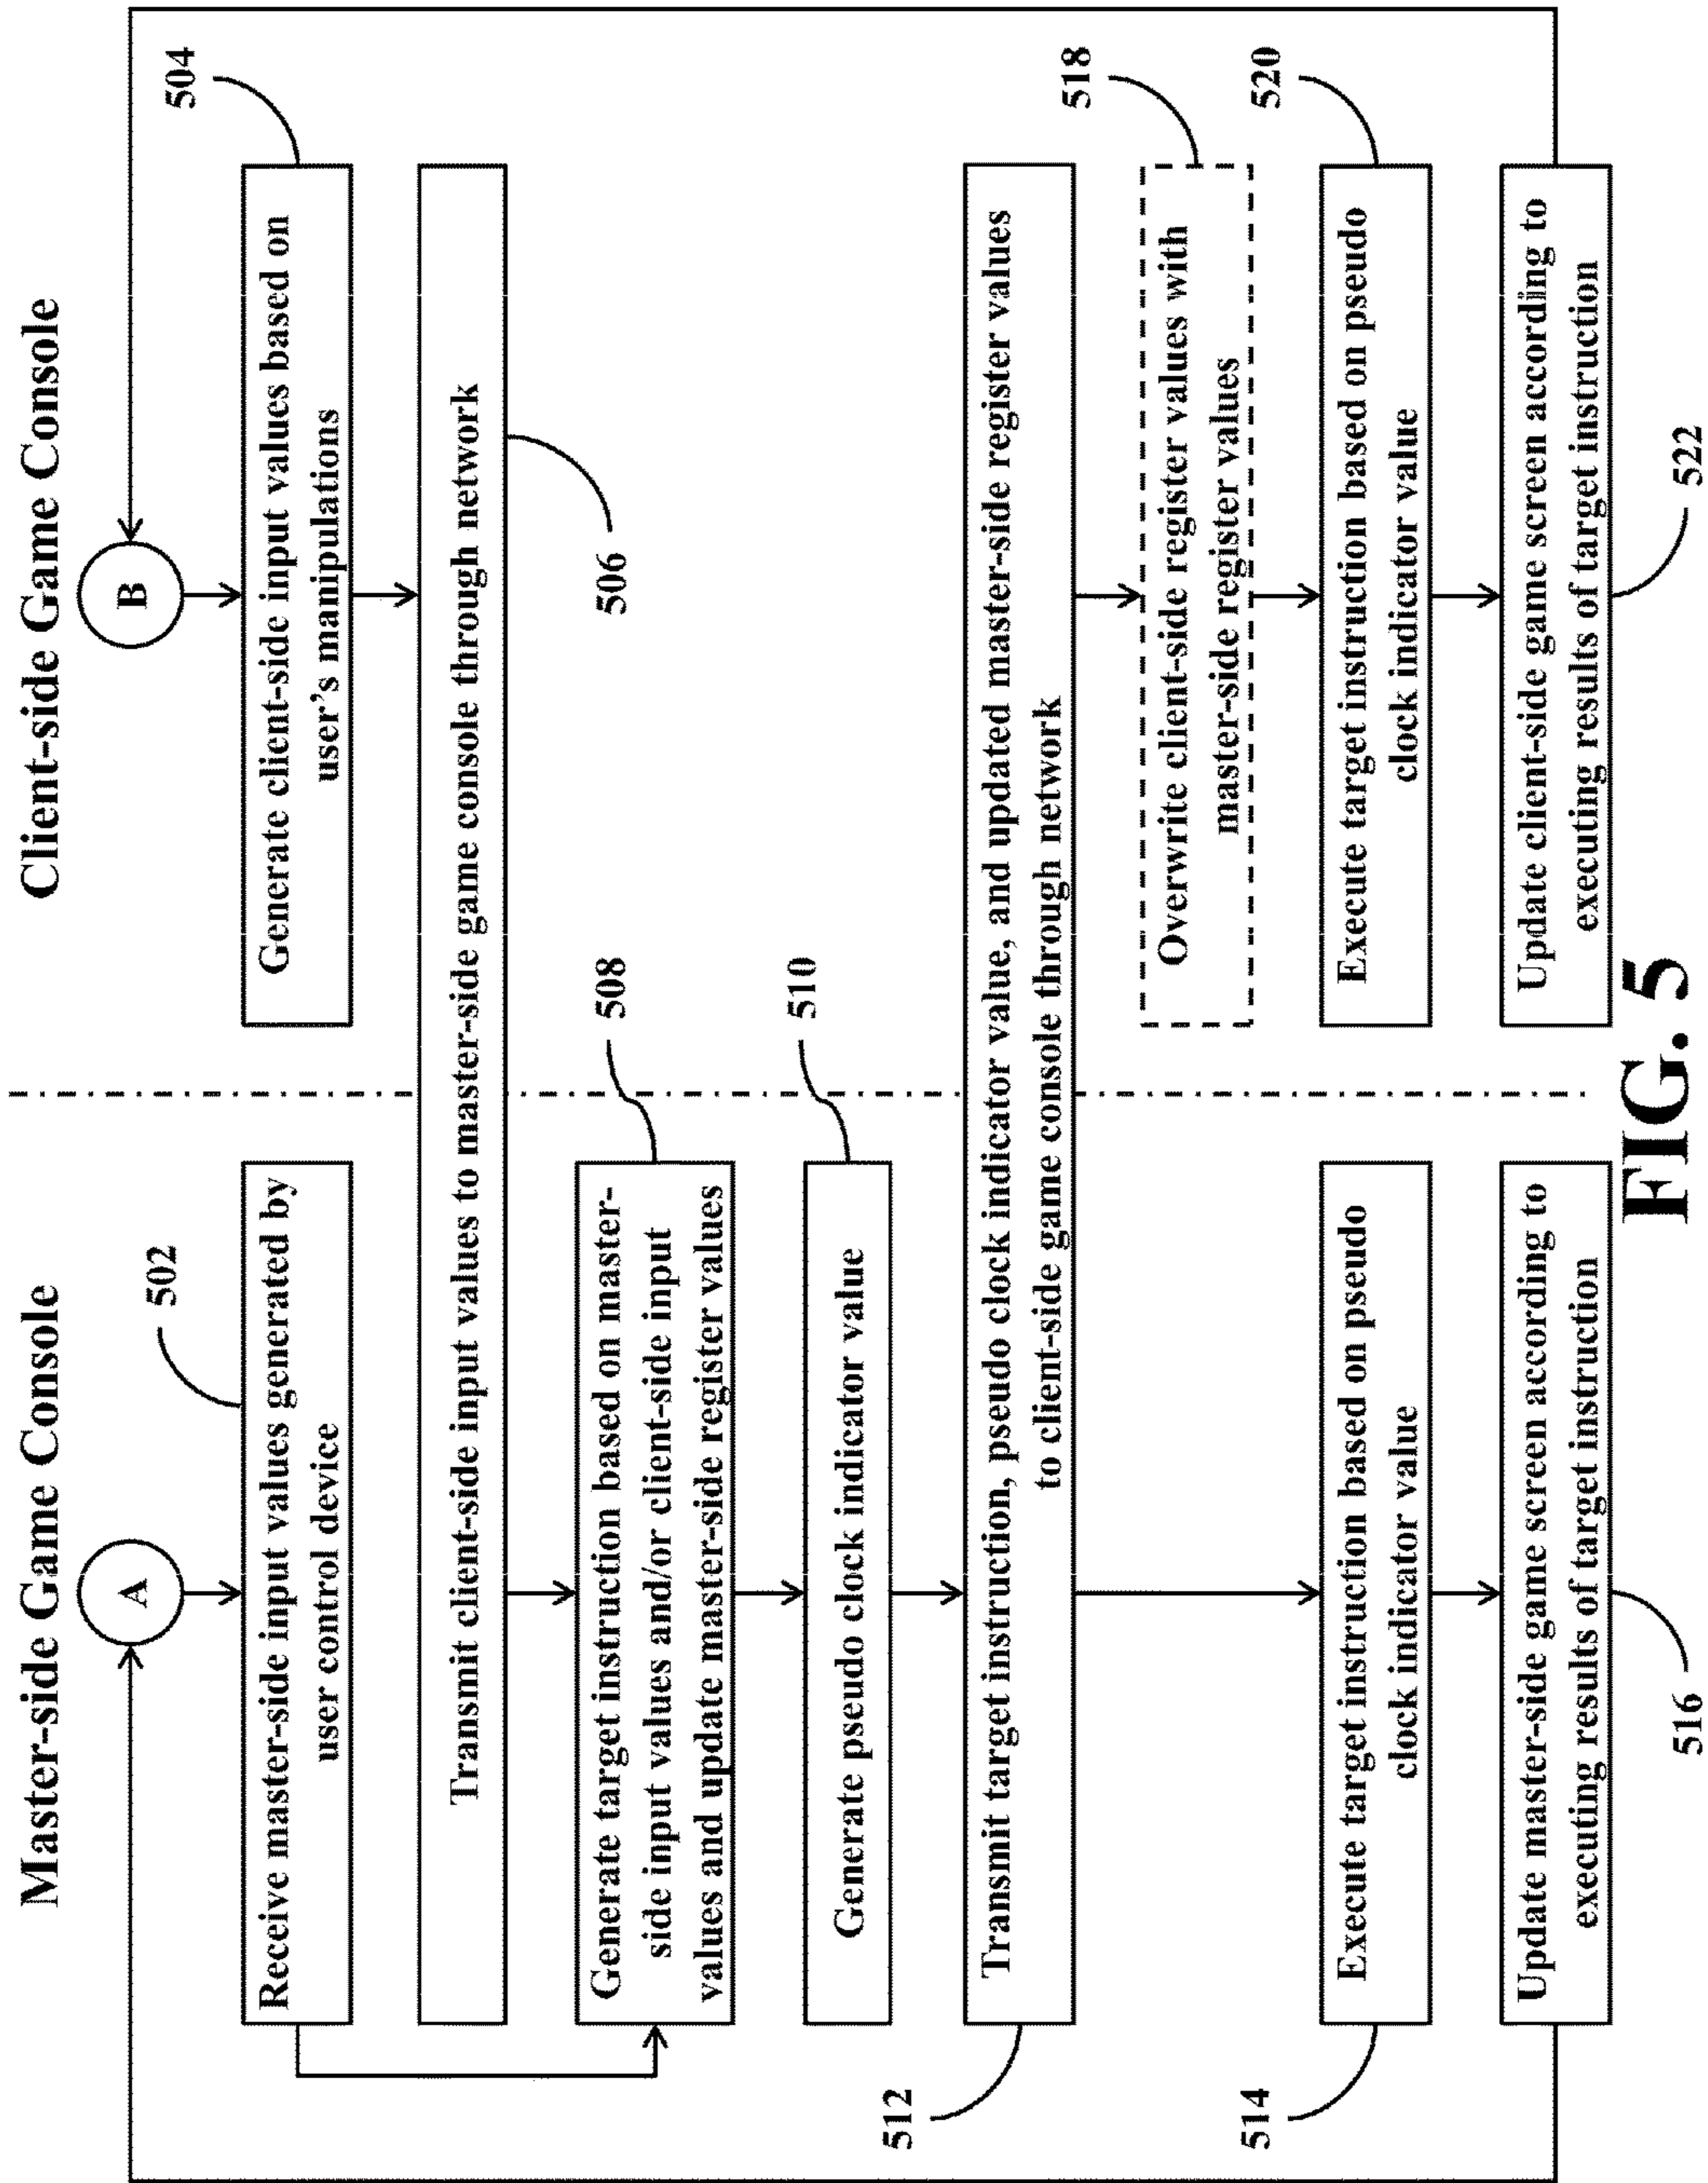 Master-side Game Console
Client-side Game Console
A
B
502
Receive master-side input values generated by
user control device
504
Generate client-side input values based on
user's manipulations
Transmit client-side input values to master-side game console through network
506
508
Generate target instruction based on master-
side input values and/or client-side input
values and update master-side register values
510
Generate pseudo clock indicator value
512
Transmit target instruction, pseudo clock indicator value, and updated master-side register values
to client-side game console through network
518
Overwrite client-side register values with
master-side register values
514
Execute target instruction based on pseudo
clock indicator value
520
Execute target instruction based on pseudo
clock indicator value
Update master-side game screen according to
executing results of target instruction
516
Update client-side game screen according to
executing results of target instruction
522
FIG. 5